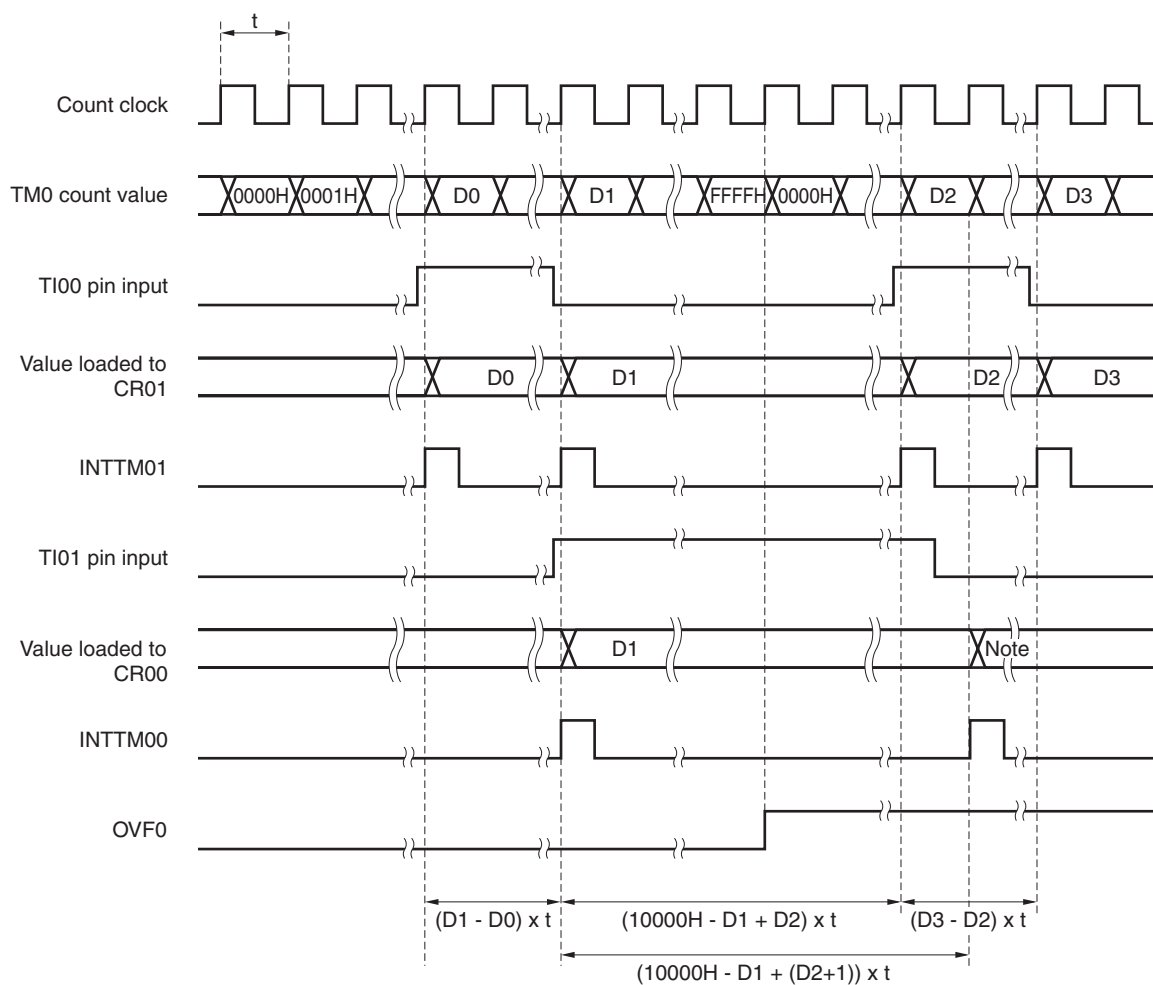 t
Count clock
TM0 count value
0000H 0001H D0 D1 FFFFH 0000H D2 D3
TI00 pin input
Value loaded to
CR01
D0 D1 D2 D3
INTTM01
TI01 pin input
Value loaded to
CR00
D1 Note
INTTM00
OVF0
(D1 - D0) x t (10000H - D1 + D2) x t (D3 - D2) x t
(10000H - D1 + (D2+1)) x t